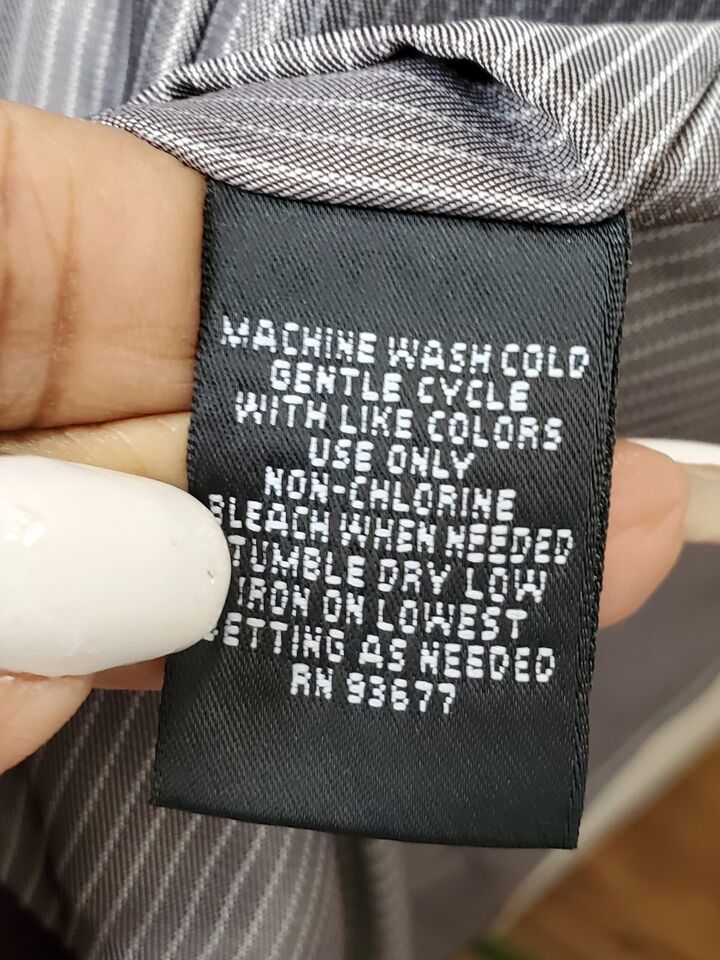 MACHINE WASH COLD
GENTLE CYCLE
WITH LIKE COLORS
USE ONLY
NON-CHLORINE
BLEACH WHEN NEEDED
TUMBLE DRY LOW
IRON ON LOWEST
SETTING AS NEEDED
RN 93677